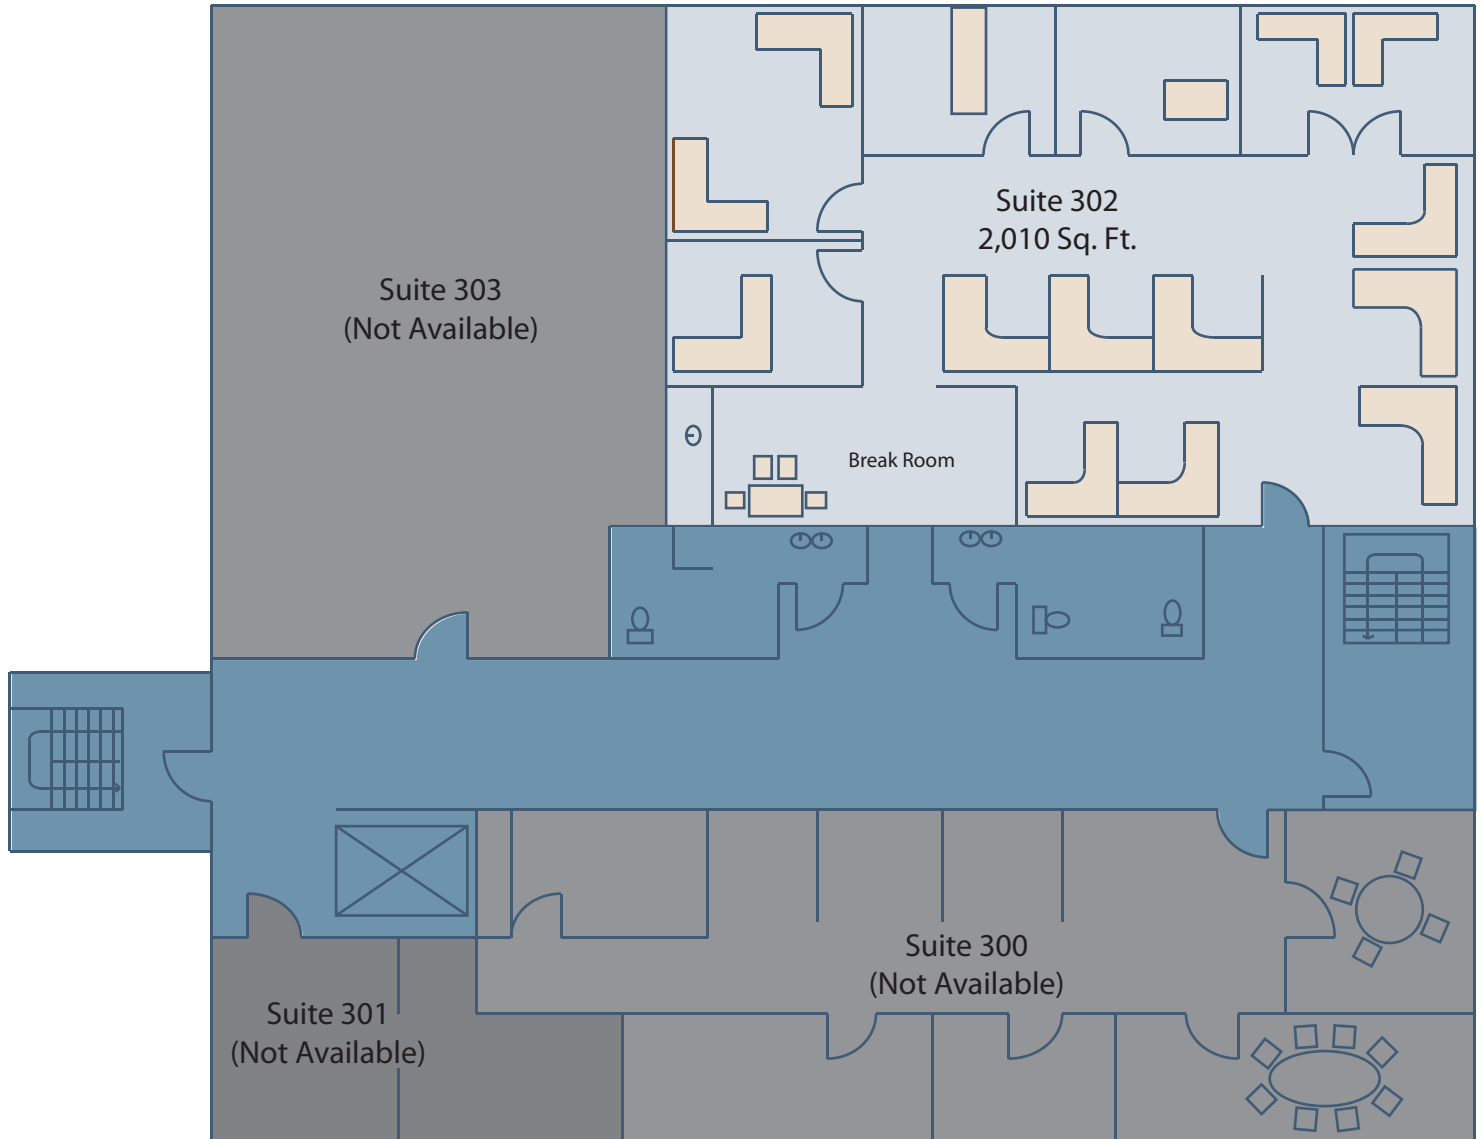 Suite 302
2,010 Sq. Ft.
Suite 303
(Not Available)
Break Room
Suite 300
(Not Available)
Suite 301
(Not Available)